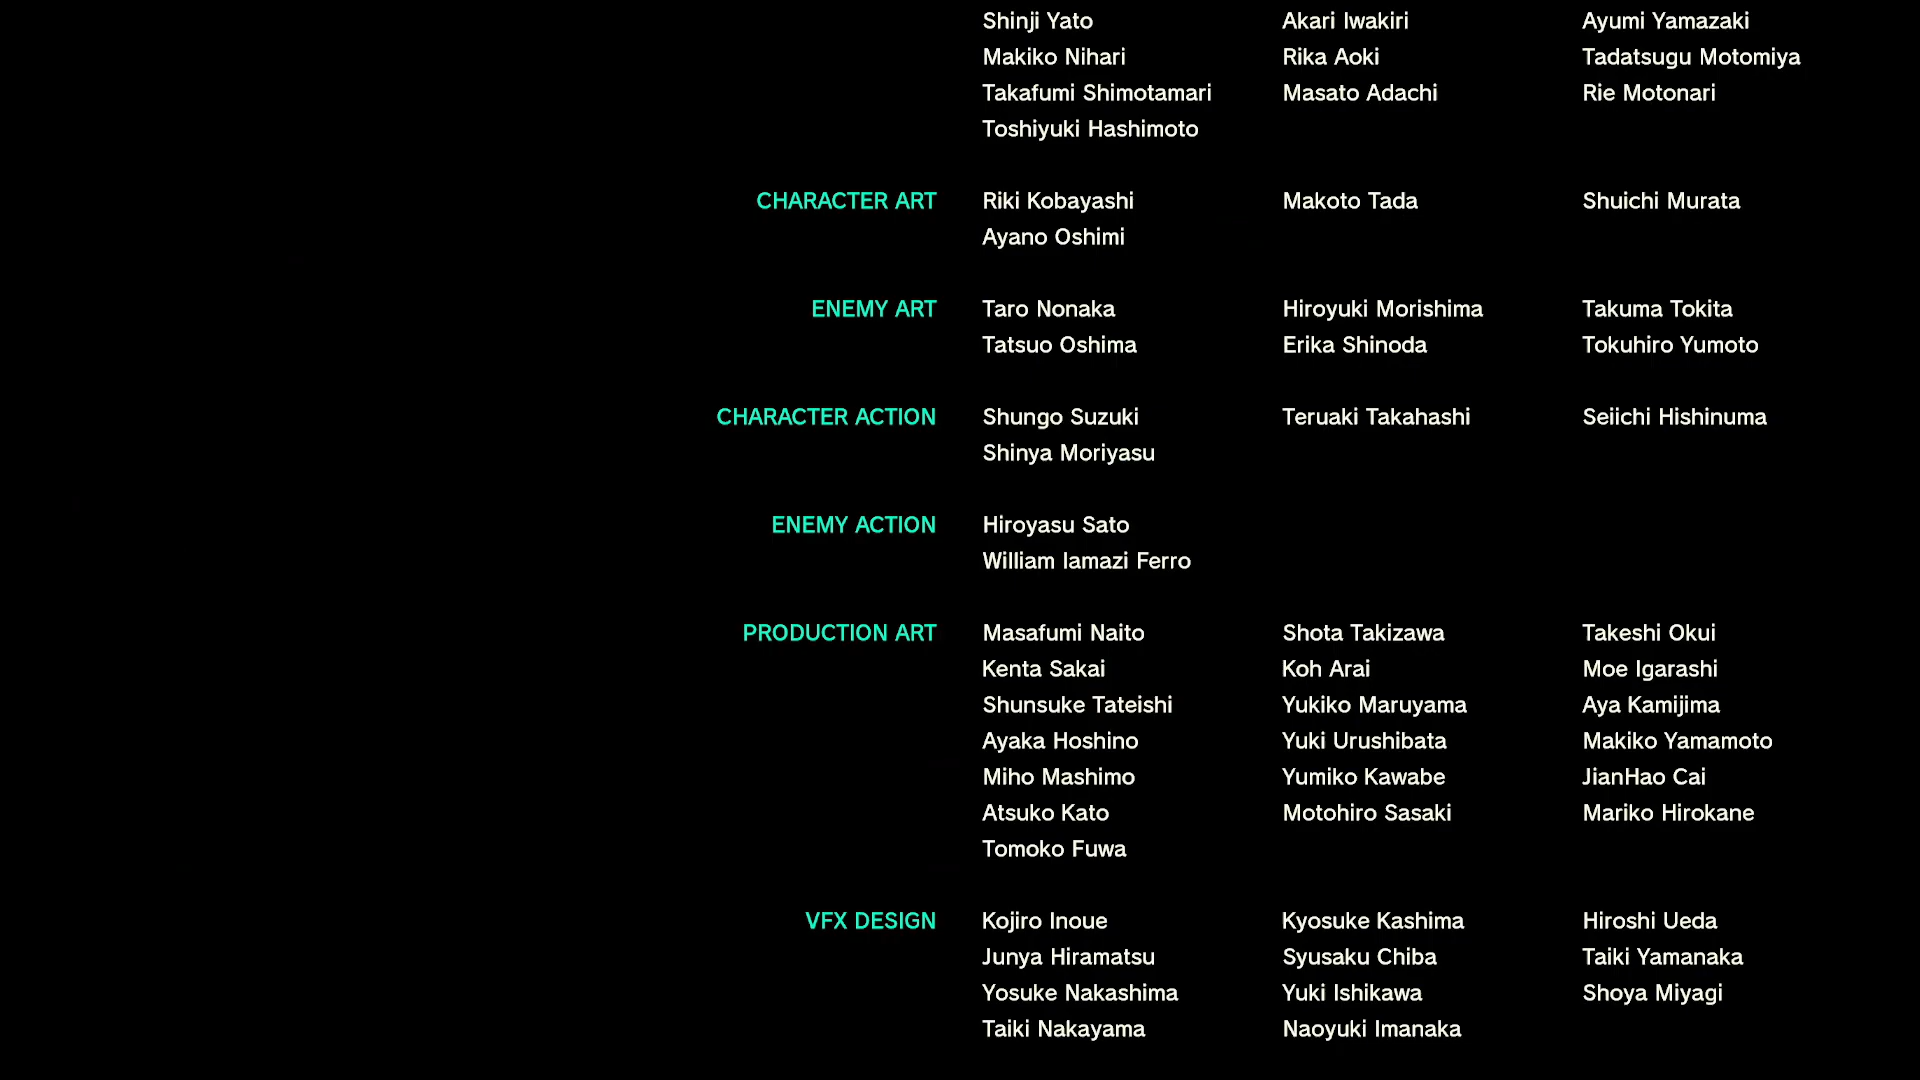 Shinji Yato Akari Iwakiri Ayumi Yamazaki
Makiko Nihari Rika Aoki Tadatsugu Motomiya
Takafumi Shimotamari Masato Adachi Rie Motonari
Toshiyuki Hashimoto
CHARACTER ART Riki Kobayashi Makoto Tada Shuichi Murata
Ayano Oshimi
ENEMY ART Taro Nonaka Hiroyuki Morishima Takuma Tokita
Tatsuo Oshima Erika Shinoda Tokuhiro Yumoto
CHARACTER ACTION Shungo Suzuki Teruaki Takahashi Seiichi Hishinuma
Shinya Moriyasu
ENEMY ACTION Hiroyasu Sato
William Iamazi Ferro
PRODUCTION ART Masafumi Naito Shota Takizawa Takeshi Okui
Kenta Sakai Koh Arai Moe Igarashi
Shunsuke Tateishi Yukiko Maruyama Aya Kamijima
Ayaka Hoshino Yuki Urushibata Makiko Yamamoto
Miho Mashimo Yumiko Kawabe JianHao Cai
Atsuko Kato Motohiro Sasaki Mariko Hirokane
Tomoko Fuwa
VFX DESIGN Kojiro Inoue Kyosuke Kashima Hiroshi Ueda
Junya Hiramatsu Syusaku Chiba Taiki Yamanaka
Yosuke Nakashima Yuki Ishikawa Shoya Miyagi
Taiki Nakayama Naoyuki Imanaka